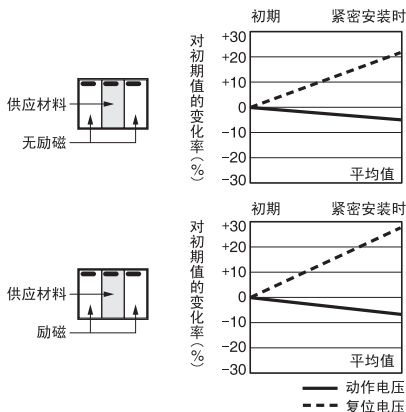 初期 紧密安装时
对初期值的变化率(%)
+30
+20
+10
0
-10
-20
-30
供应材料
无励磁
平均值
初期 紧密安装时
对初期值的变化率(%)
+30
+20
+10
0
-10
-20
-30
供应材料
励磁
平均值
动作电压
复位电压